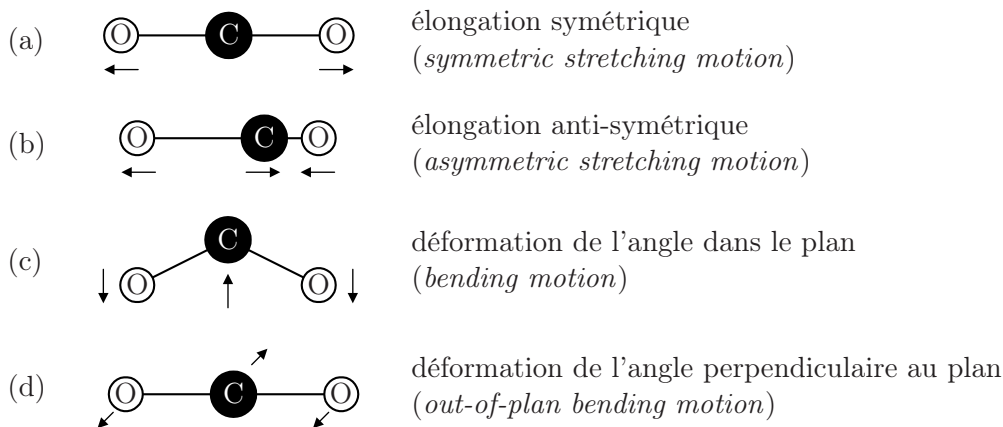 (a) O C O élongation symétrique
(symmetric stretching motion)
(b) O C O élongation anti-symétrique
(asymmetric stretching motion)
(c) O C O déformation de l'angle dans le plan
(bending motion)
(d) O C O déformation de l'angle perpendiculaire au plan
(out-of-plan bending motion)